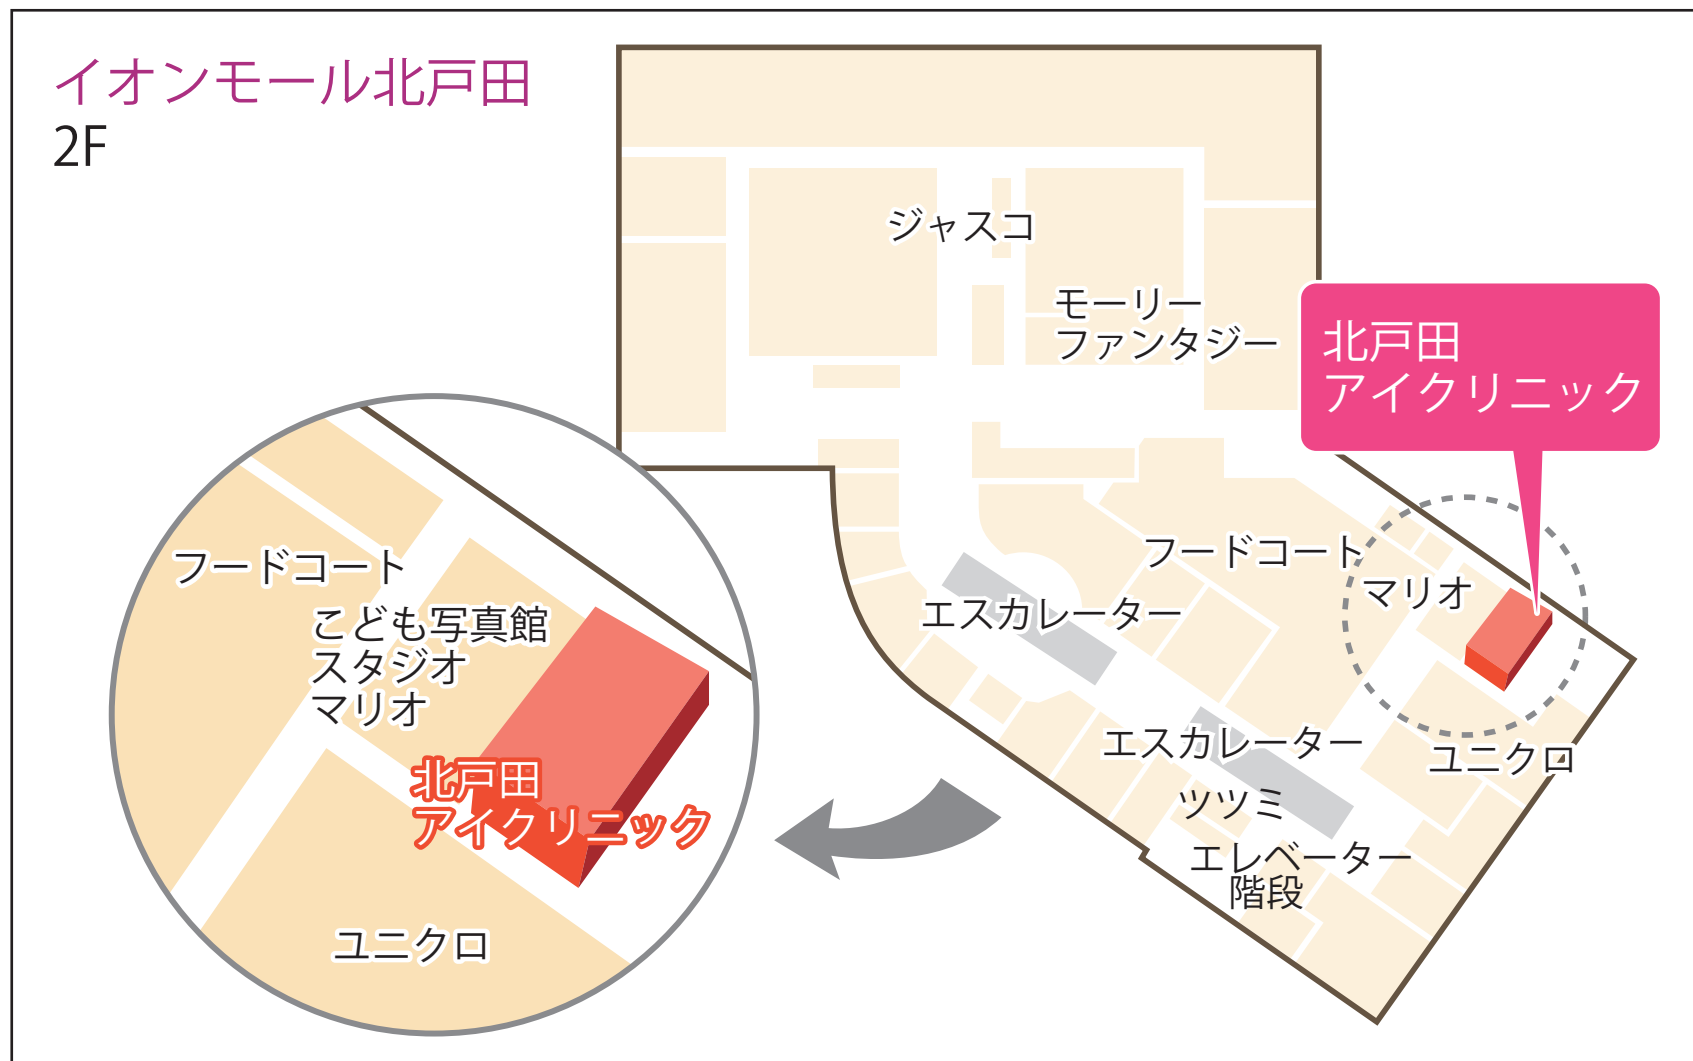 イオンモール北戸田
2F
ジャスコ
モーリー
ファンタジー
北戸田
アイクリニック
フードコート
マリオ
エスカレーター
エスカレーター
ユニクロ
ツツミ
エレベーター
階段
フードコート
こども写真館
スタジオ
マリオ
北戸田
アイクリニック
ユニクロ